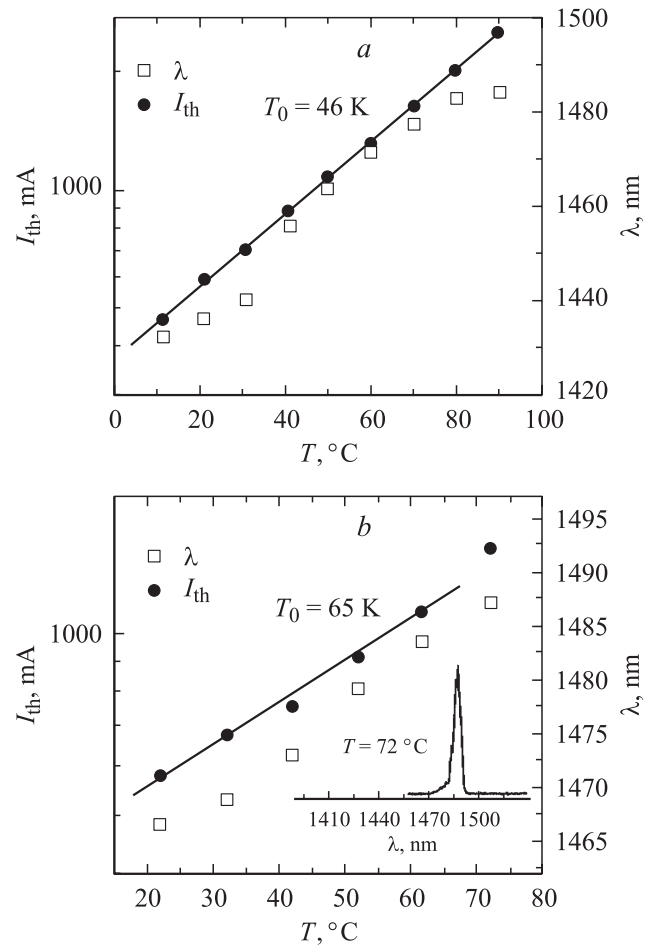 a
λ
I_th
T_0 = 46 K
1000
I_th, mA
1500
1480
1460
1440
1420
λ, nm
0 20 40 60 80 100
T, °C
b
λ
I_th
T_0 = 65 K
1000
I_th, mA
1495
1490
1485
1480
1475
1470
1465
λ, nm
T = 72 °C
1410 1440 1470 1500
λ, nm
20 30 40 50 60 70 80
T, °C